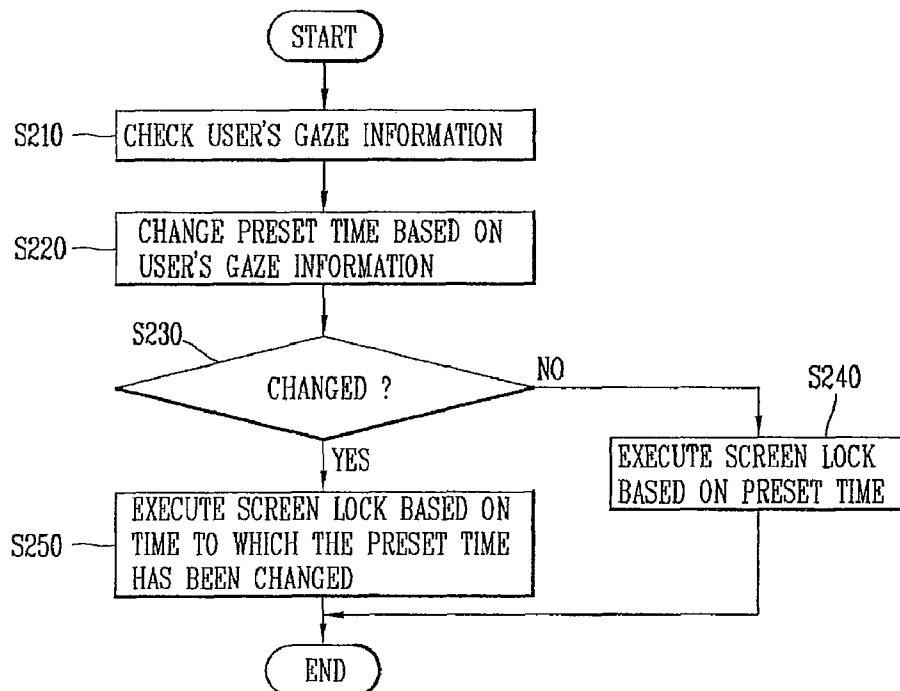 START
S210
CHECK USER'S GAZE INFORMATION
S220
CHANGE PRESET TIME BASED ON
USER'S GAZE INFORMATION
S230
CHANGED ?
NO
YES
S240
EXECUTE SCREEN LOCK
BASED ON PRESET TIME
S250
EXECUTE SCREEN LOCK BASED ON
TIME TO WHICH THE PRESET TIME
HAS BEEN CHANGED
END